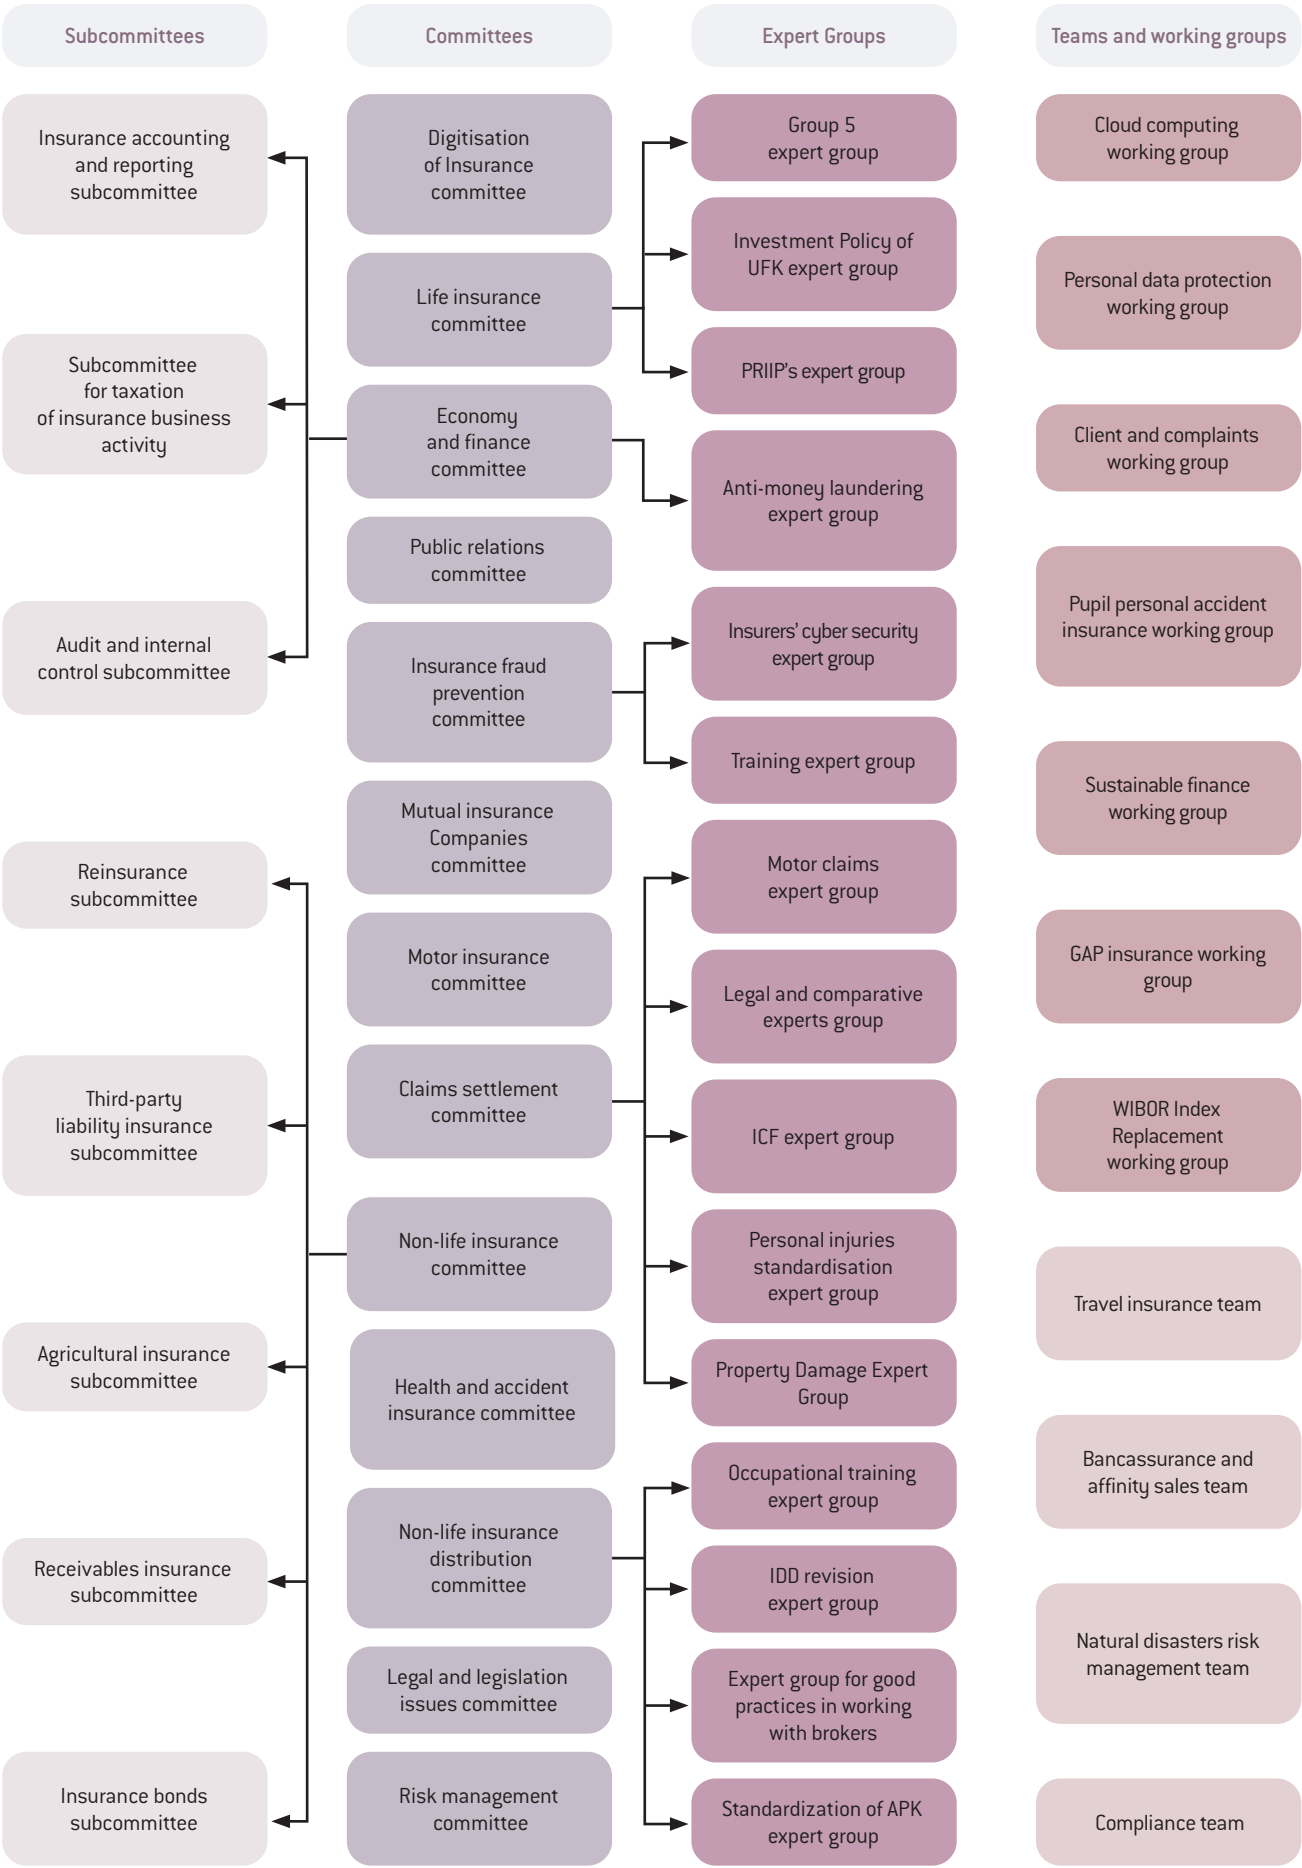 Subcommittees
Insurance accounting
and reporting
subcommittee
Subcommittee
for taxation
of insurance business
activity
Audit and internal
control subcommittee
Reinsurance
subcommittee
Third-party
liability insurance
subcommittee
Agricultural insurance
subcommittee
Receivables insurance
subcommittee
Insurance bonds
subcommittee
Committees
Digitisation
of Insurance
committee
Life insurance
committee
Economy
and finance
committee
Public relations
committee
Insurance fraud
prevention
committee
Mutual insurance
Companies
committee
Motor insurance
committee
Claims settlement
committee
Non-life insurance
committee
Health and accident
insurance committee
Non-life insurance
distribution
committee
Legal and legislation
issues committee
Risk management
committee
Expert Groups
Group 5
expert group
Investment Policy of
UFK expert group
PRIIP's expert group
Anti-money laundering
expert group
Insurers' cyber security
expert group
Training expert group
Motor claims
expert group
Legal and comparative
experts group
ICF expert group
Personal injuries
standardisation
expert group
Property Damage Expert
Group
Occupational training
expert group
IDD revision
expert group
Expert group for good
practices in working
with brokers
Standardization of APK
expert group
Teams and working groups
Cloud computing
working group
Personal data protection
working group
Client and complaints
working group
Pupil personal accident
insurance working group
Sustainable finance
working group
GAP insurance working
group
WIBOR Index
Replacement
working group
Travel insurance team
Bancassurance and
affinity sales team
Natural disasters risk
management team
Compliance team